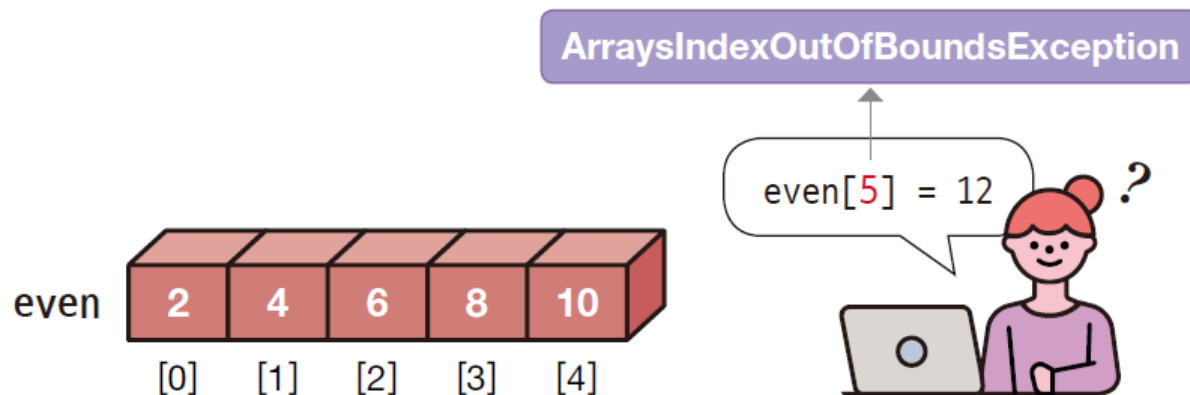 ArraysIndexOutOfBoundsException
even[5] = 12
?
even 2 4 6 8 10
[0] [1] [2] [3] [4]